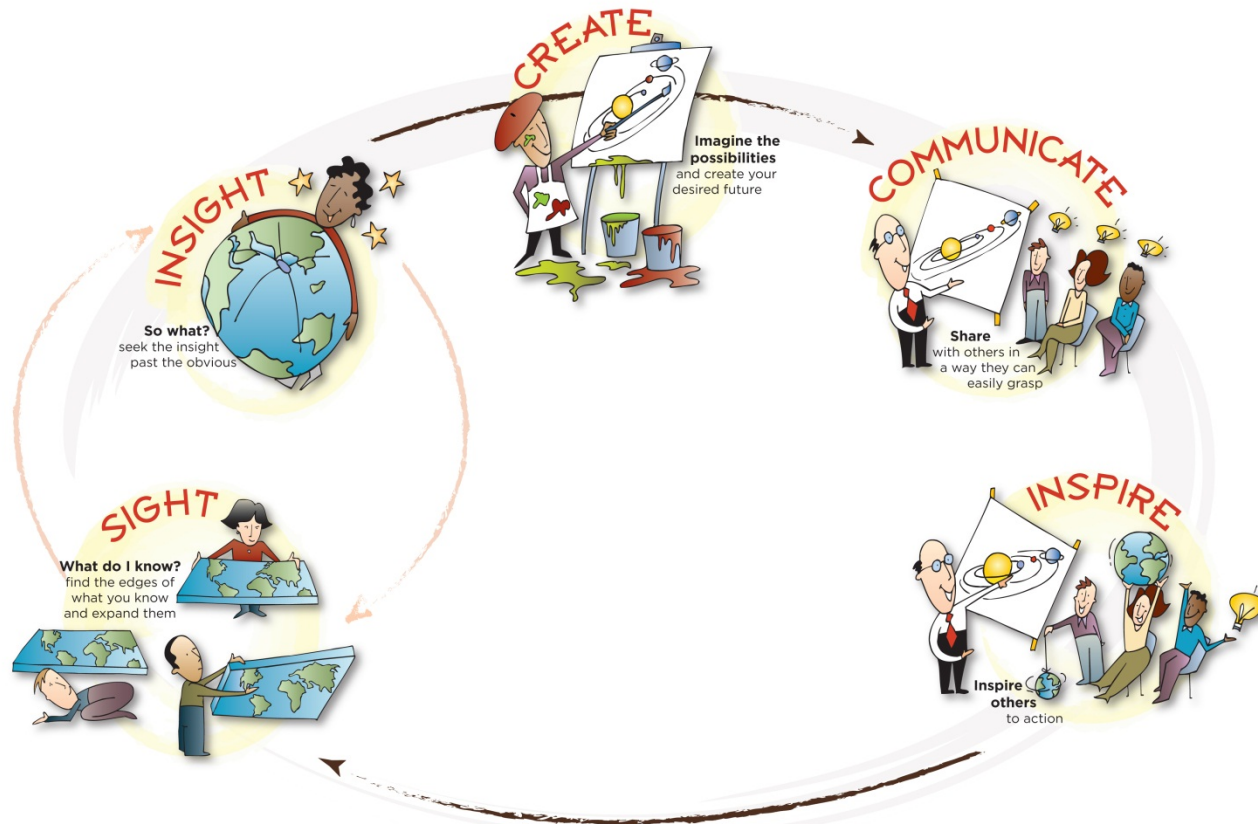 CREATE
Imagine the
possibilities
and create your
desired future
COMMUNICATE
Share
with others in
a way they can
easily grasp
INSIGHT
So what?
seek the insight
past the obvious
SIGHT
What do I know?
find the edges of
what you know
and expand them
INSPIRE
Inspire
others
to action